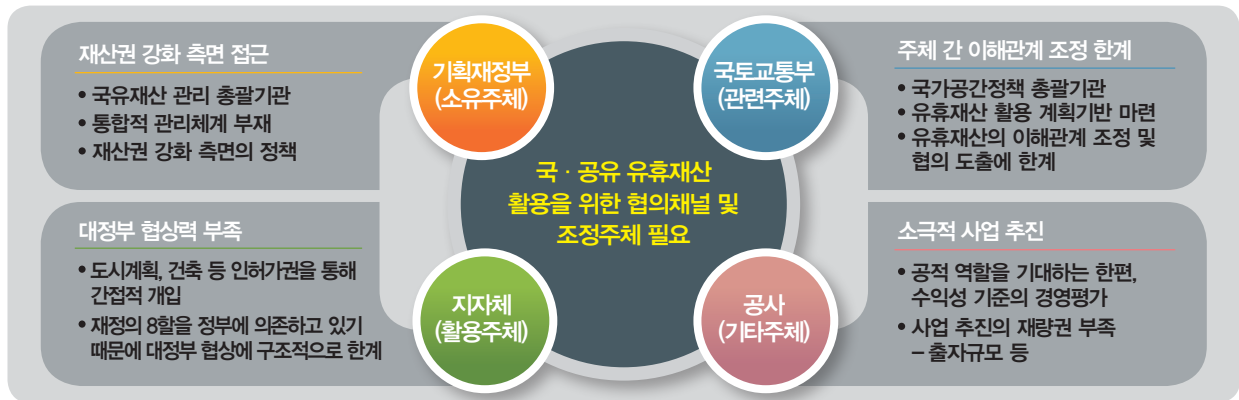 재산권 강화 측면 접근
• 국유재산 관리 총괄기관
• 통합적 관리체계 부재
• 재산권 강화 측면의 정책
기획재정부
(소유주체)
국토교통부
(관련주체)
주체 간 이해관계 조정 한계
• 국가공간정책 총괄기관
• 유휴재산 활용 계획기반 마련
• 유휴재산의 이해관계 조정 및
협의 도출에 한계
국 · 공유 유휴재산
활용을 위한 협의채널 및
조정주체 필요
대정부 협상력 부족
• 도시계획, 건축 등 인허가권을 통해
간접적 개입
• 재정의 8할을 정부에 의존하고 있기
때문에 대정부 협상에 구조적으로 한계
지자체
(활용주체)
공사
(기타주체)
소극적 사업 추진
• 공적 역할을 기대하는 한편,
수익성 기준의 경영평가
• 사업 추진의 재량권 부족
– 출자규모 등